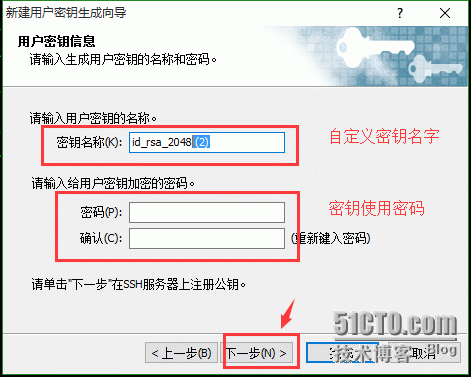 新建用户密钥生成向导 ?
用户密钥信息
请输入生成用户密钥的名称和密码。
请输入用户密钥的名称。
密钥名称(K): id_rsa_2048 (2)
自定义密钥名字
请输入给用户密钥加密的密码。
密码(P):
密钥使用密码
确认(C): (重新键入密码)
请单击"下一步"在SSH服务器上注册公钥。
< 上一步(B) 下一步(N) > 取消
51CTO.com
技术博客 Blog